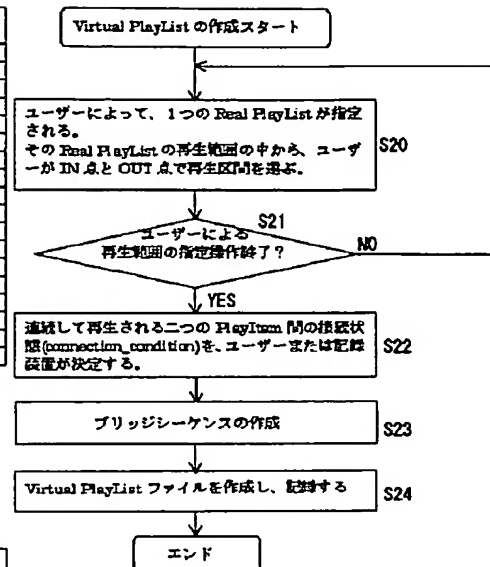 Virtual PlayList の作成スタート
ユーザーによって、１つの Real PlayList が指定
される。
その Real PlayList の再生範囲の中から、ユーザ
ーが IN 点と OUT 点で再生区間を選ぶ。
S20
S21
ユーザーによる
再生範囲の指定操作終了？
NO
YES
連続して再生される二つの PlayItem 間の接続状
態(connection_condition)を、ユーザーまたは記録
装置が決定する。
S22
ブリッジシーケンスの作成
S23
Virtual PlayList ファイルを作成し、記録する
S24
エンド